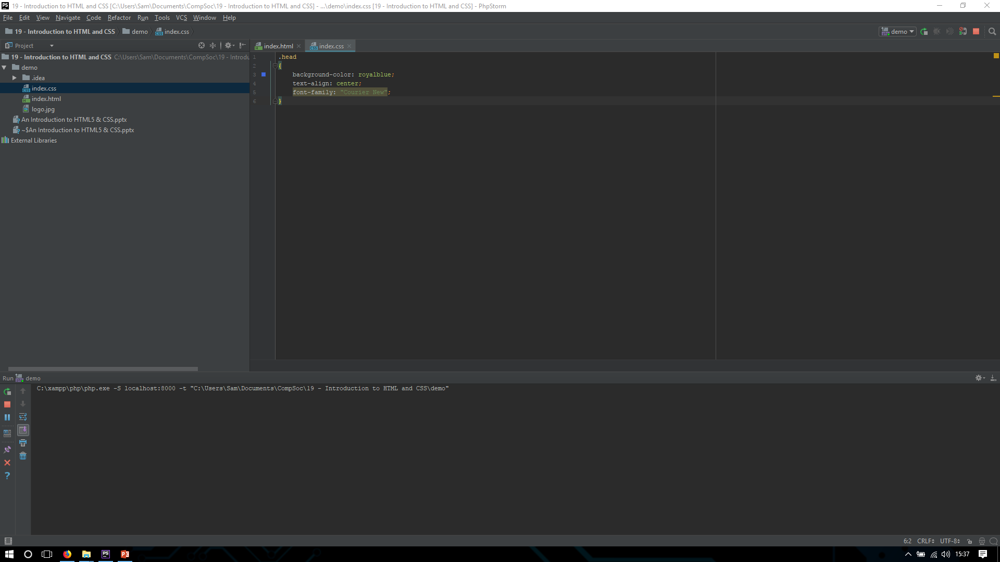 19 - Introduction to HTML and CSS [C:\Users\Sam\Documents\CompSoc\19 - Introduction to HTML and CSS] - ...\demo\index.css [19 - Introduction to HTML and CSS] - PhpStorm
File Edit View Navigate Code Refactor Run Tools VCS Window Help
19 - Introduction to HTML and CSS demo index.css demo
Project index.html index.css
19 - Introduction to HTML and CSS C:\Users\Sam\Documents\CompSoc\19 - Introdu
demo
.idea
index.css
index.html
logo.jpg
An Introduction to HTML5 & CSS.pptx
~$An Introduction to HTML5 & CSS.pptx
External Libraries
1 .head
2 {
3 background-color: royalblue;
4 text-align: center;
5 font-family: "Courier New";
6 }
Run demo
C:\xampp\php\php.exe -S localhost:8000 -t "C:\Users\Sam\Documents\CompSoc\19 - Introduction to HTML and CSS\demo"
6:2 CRLF UTF-8
15:37